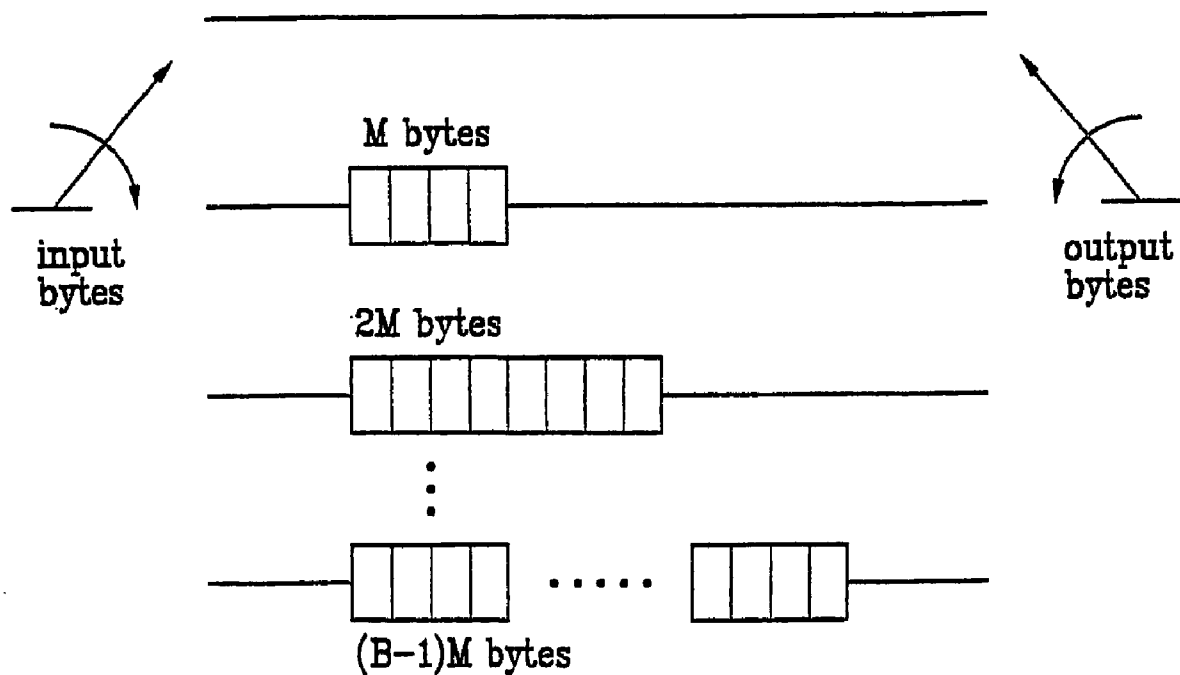 M bytes
input
bytes
output
bytes
2M bytes
(B-1)M bytes